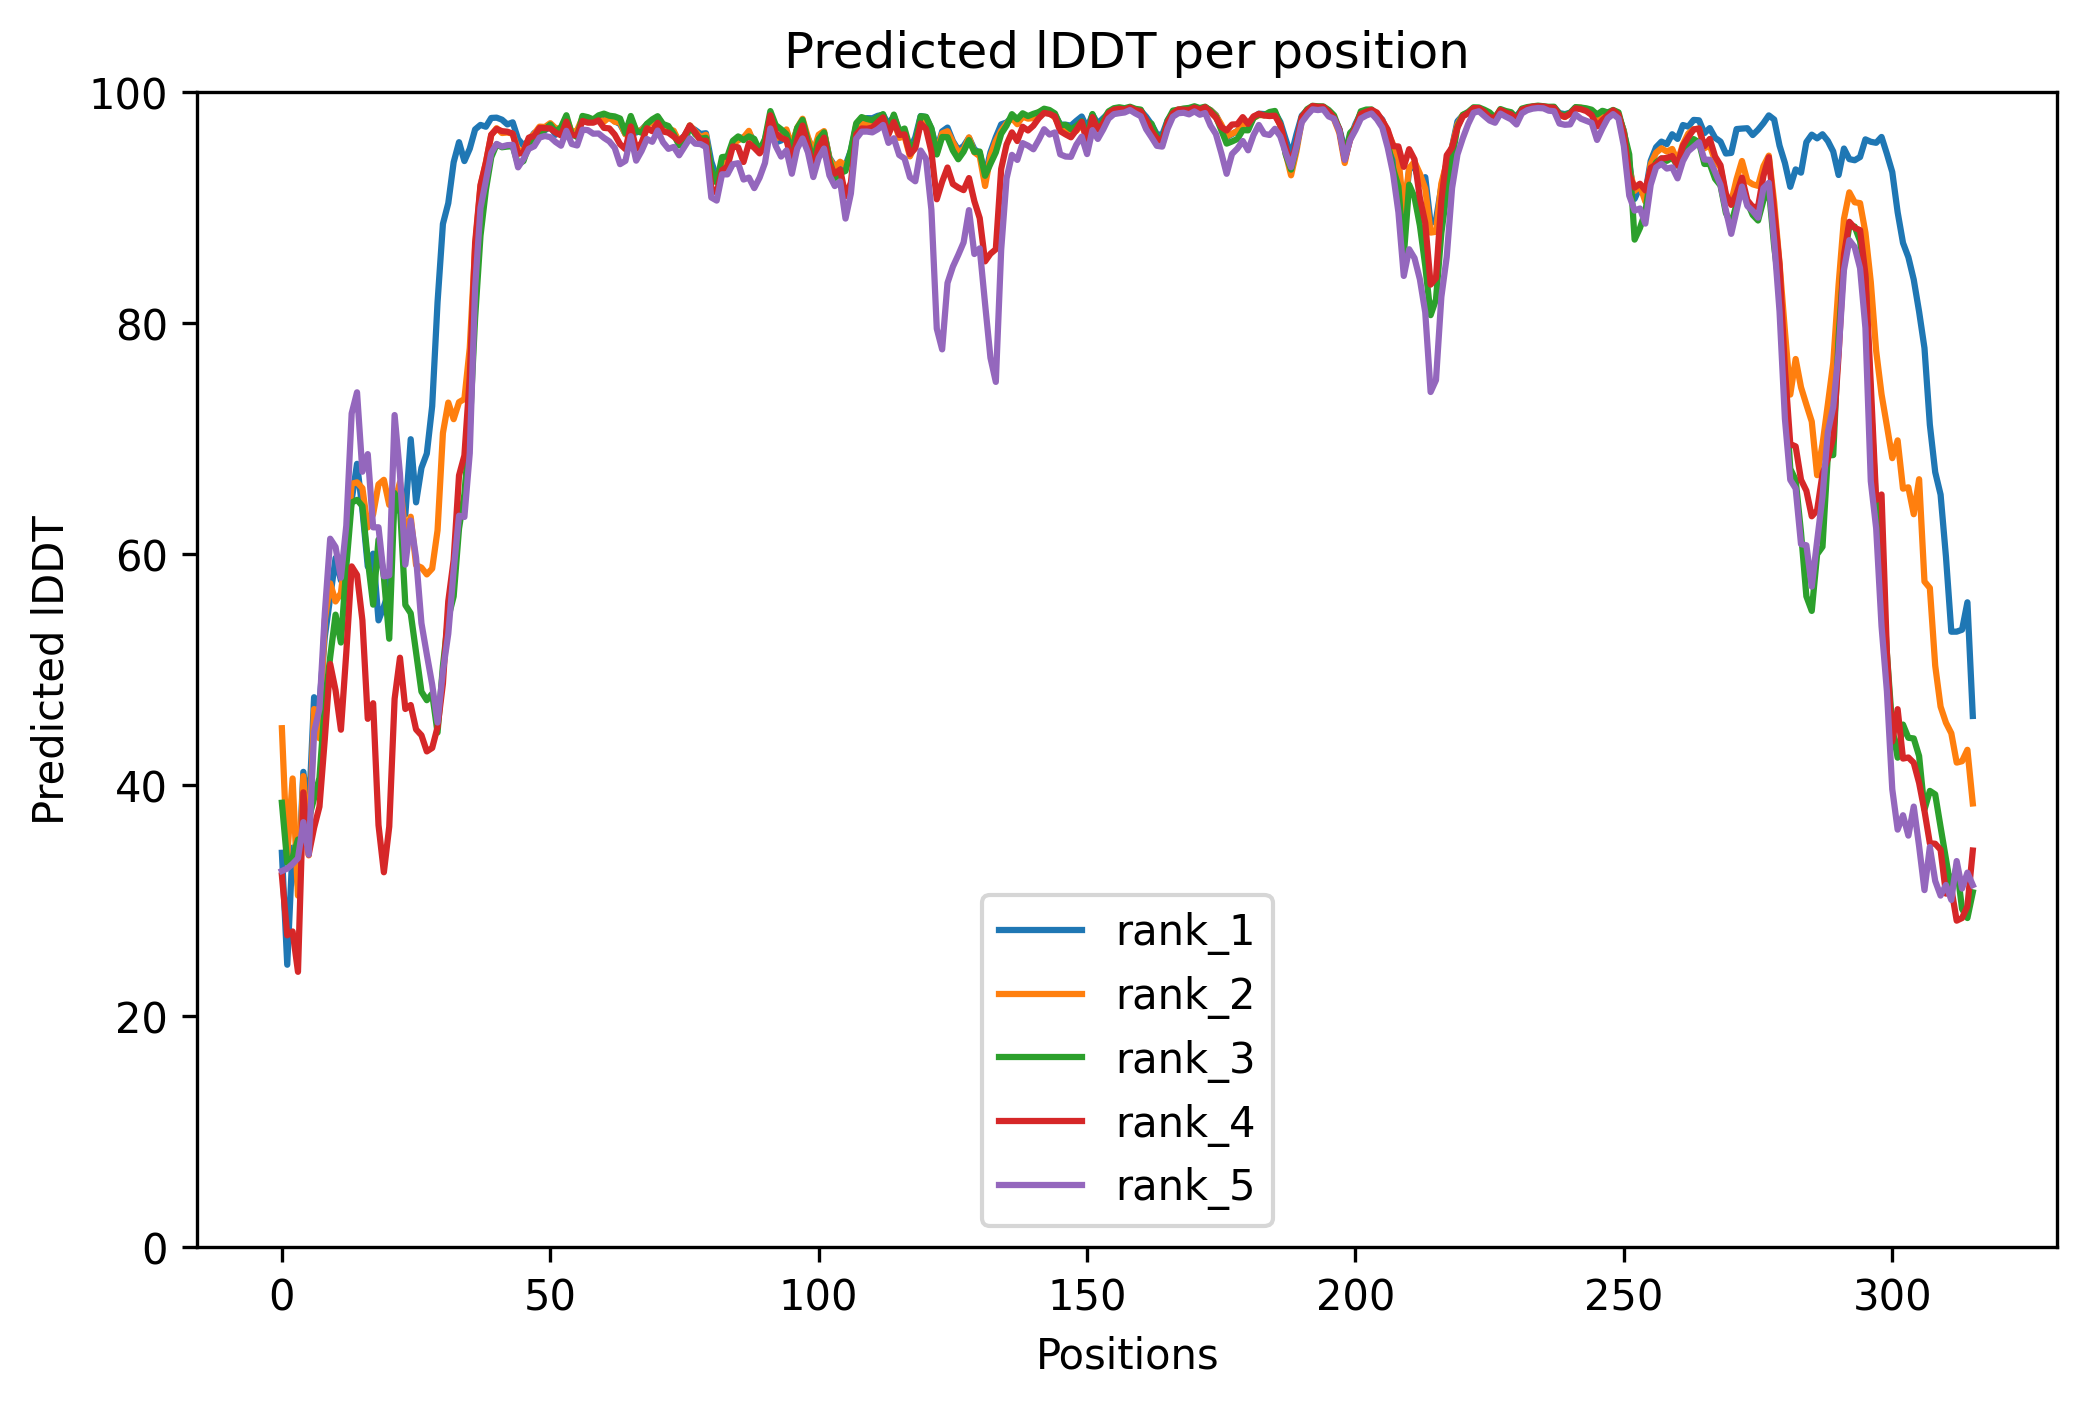 Predicted lDDT per position
Predicted lDDT
100
80
60
40
20
0
0 50 100 150 200 250 300
Positions
rank_1
rank_2
rank_3
rank_4
rank_5